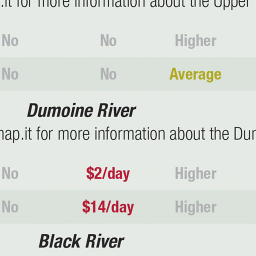 .it for more information about the Upper
No No Higher
No No Average
Dumoine River
map.it for more information about the Dum
No $2/day Higher
No $14/day Higher
Black River